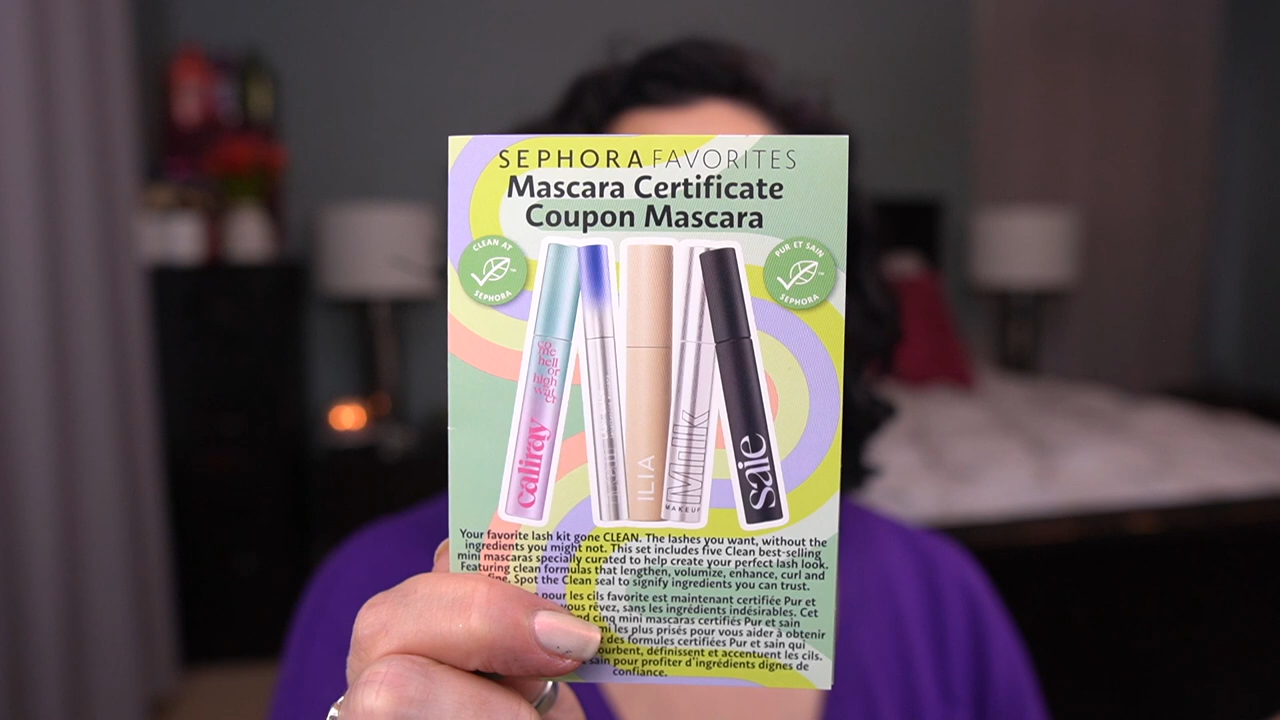 SEPHORA FAVORITES
Mascara Certificate
Coupon Mascara
CLEAN AT
SEPHORA
PUR ET SAIN
SEPHORA
come
hell
or
high
water
caliray
ILIA
Milk
MAKEUP
saie
Your favorite lash kit gone CLEAN. The lashes you want, without the
ingredients you might not. This set includes five Clean best-selling
mini mascaras specially curated to help create your perfect lash look.
Featuring clean formulas that lengthen, volumize, enhance, curl and
fine. Spot the Clean seal to signify ingredients you can trust.
pour les cils favorite est maintenant certifiée Pur et
vous rêvez, sans les ingrédients indésirables. Cet
nd cinq mini mascaras certifiés Pur et sain
mi les plus prisés pour vous aider à obtenir
des formules certifiées Pur et sain qui
ourbent, définissent et accentuent les cils.
sain pour profiter d'ingrédients dignes de
confiance.